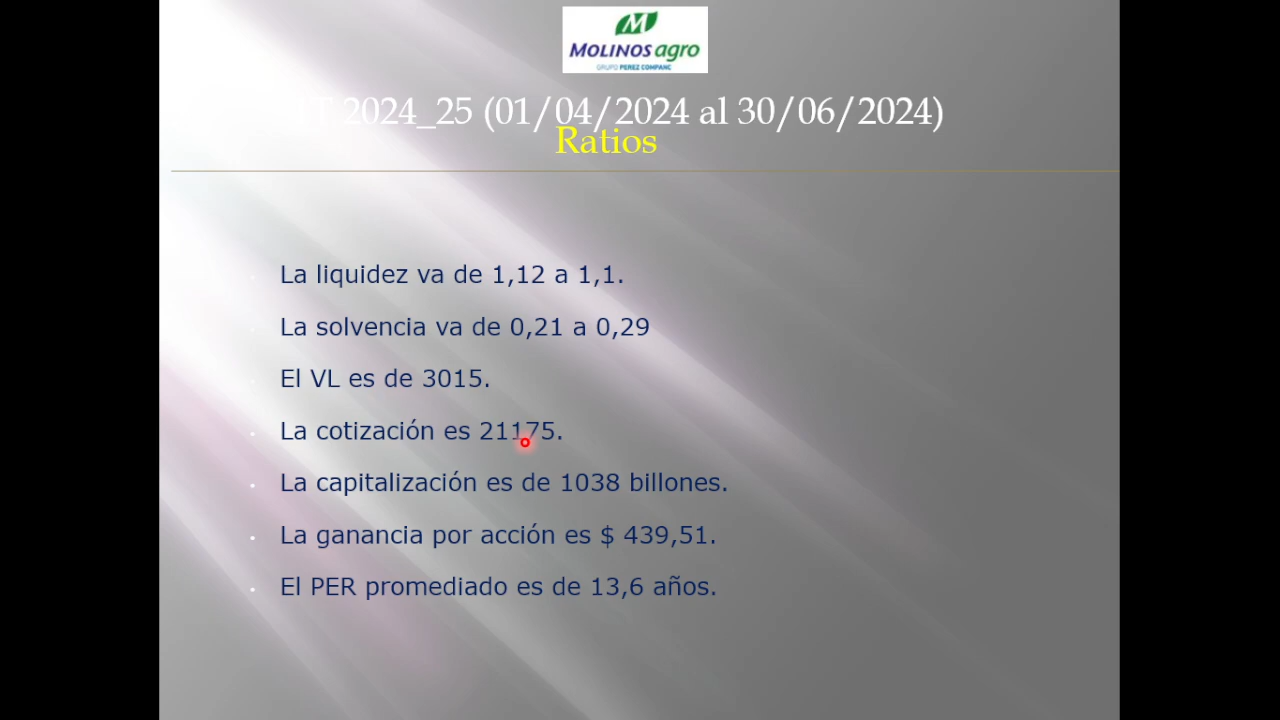 MOLINOS agro
GRUPO PEREZ COMPANC
2024_25 (01/04/2024 al 30/06/2024)
Ratios
La liquidez va de 1,12 a 1,1.
La solvencia va de 0,21 a 0,29
El VL es de 3015.
La cotización es 21175.
La capitalización es de 1038 billones.
La ganancia por acción es $ 439,51.
El PER promediado es de 13,6 años.